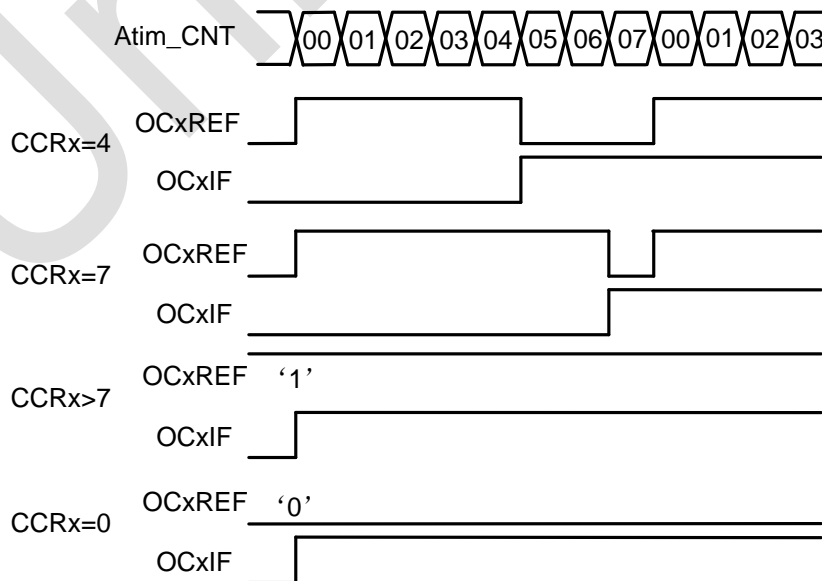 Atim_CNT 00 01 02 03 04 05 06 07 00 01 02 03
OCxREF
CCRx=4
OCxIF
OCxREF
CCRx=7
OCxIF
OCxREF ‘1’
CCRx>7
OCxIF
OCxREF ‘0’
CCRx=0
OCxIF